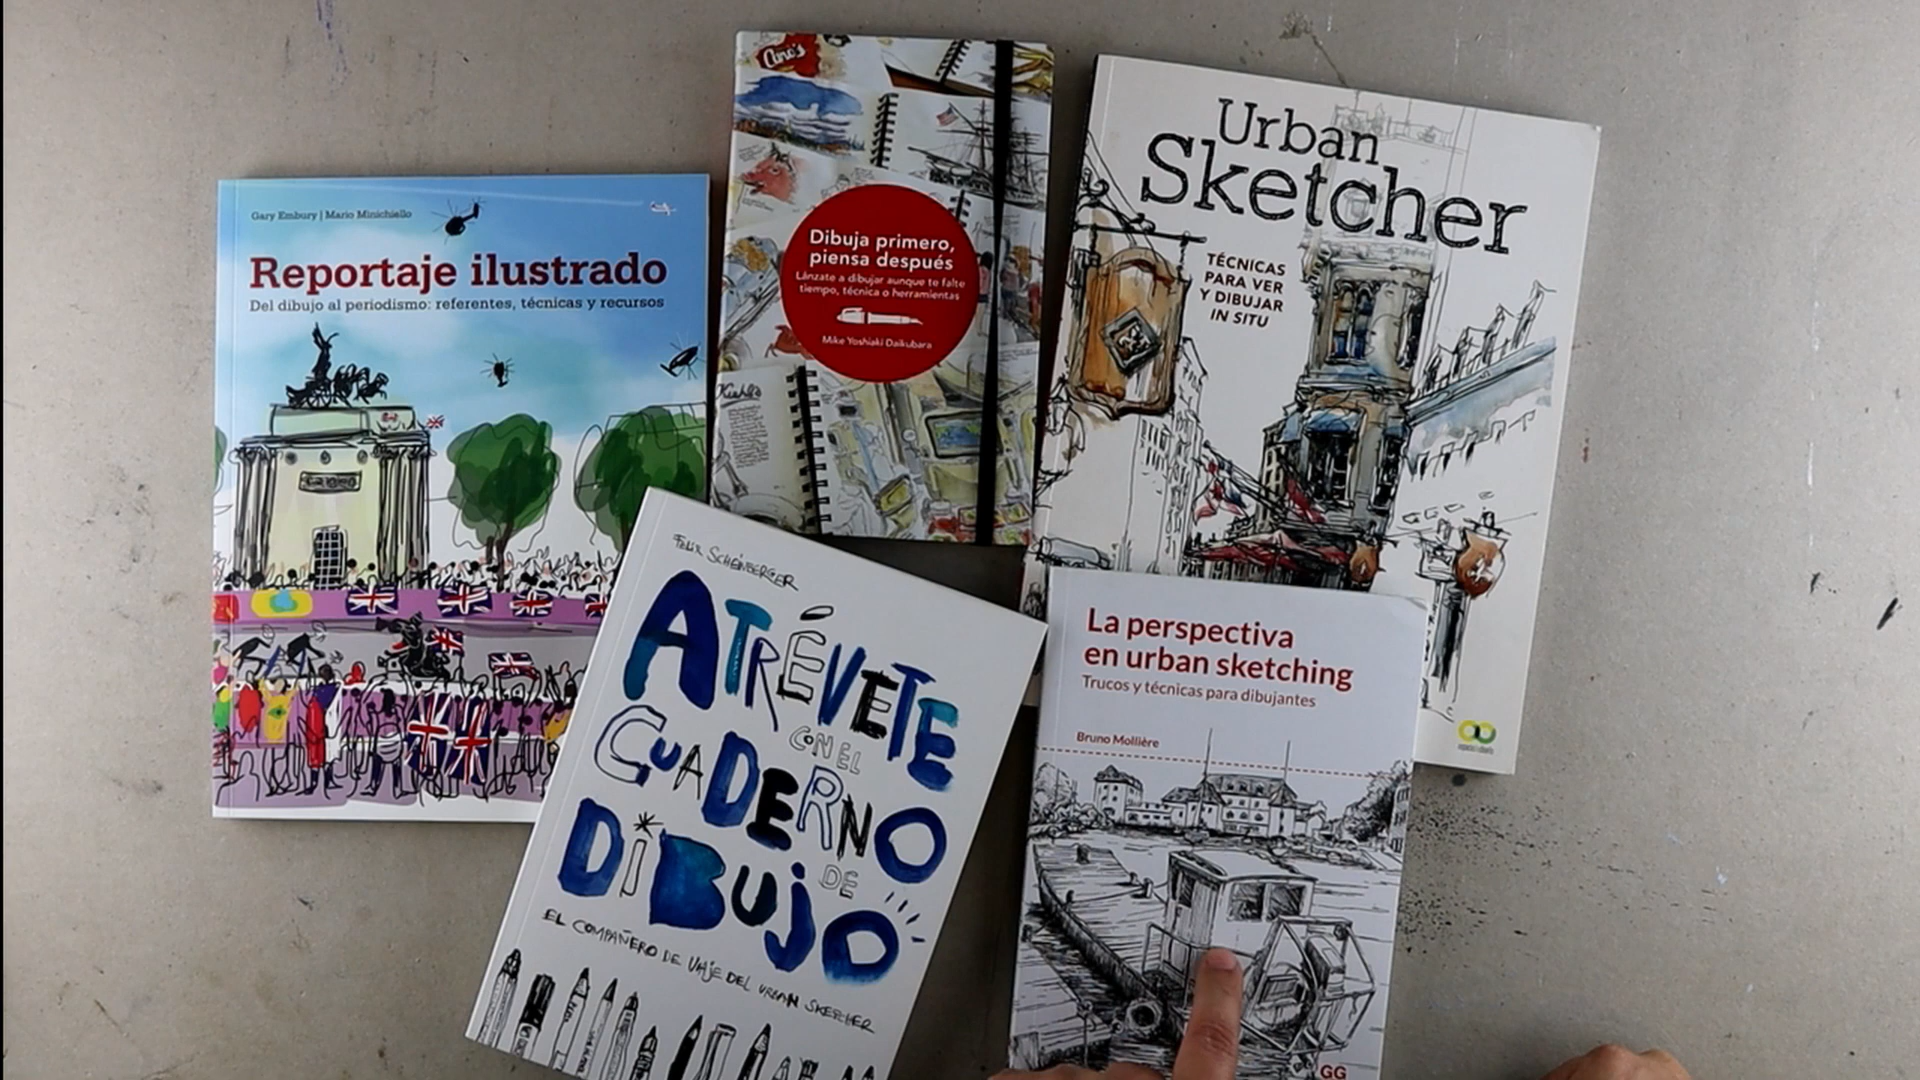 Gary Embury | Mario Minichiello
Reportaje ilustrado
Del dibujo al periodismo: referentes, técnicas y recursos
Dibuja primero,
piensa después
Lánzate a dibujar aunque te falte
tiempo, técnica o herramientas
Mike Yoshiaki Daikubara
Kiehl's
Urban
Sketcher
TÉCNICAS
PARA VER
Y DIBUJAR
IN SITU
FELIX SCHEINBERGER
ATRÉVETE
CON EL
CUADERNO
DE
DIBUJO
EL COMPAÑERO DE VIAJE DEL URBAN SKETCHER
La perspectiva
en urban sketching
Trucos y técnicas para dibujantes
Bruno Mollière
GG